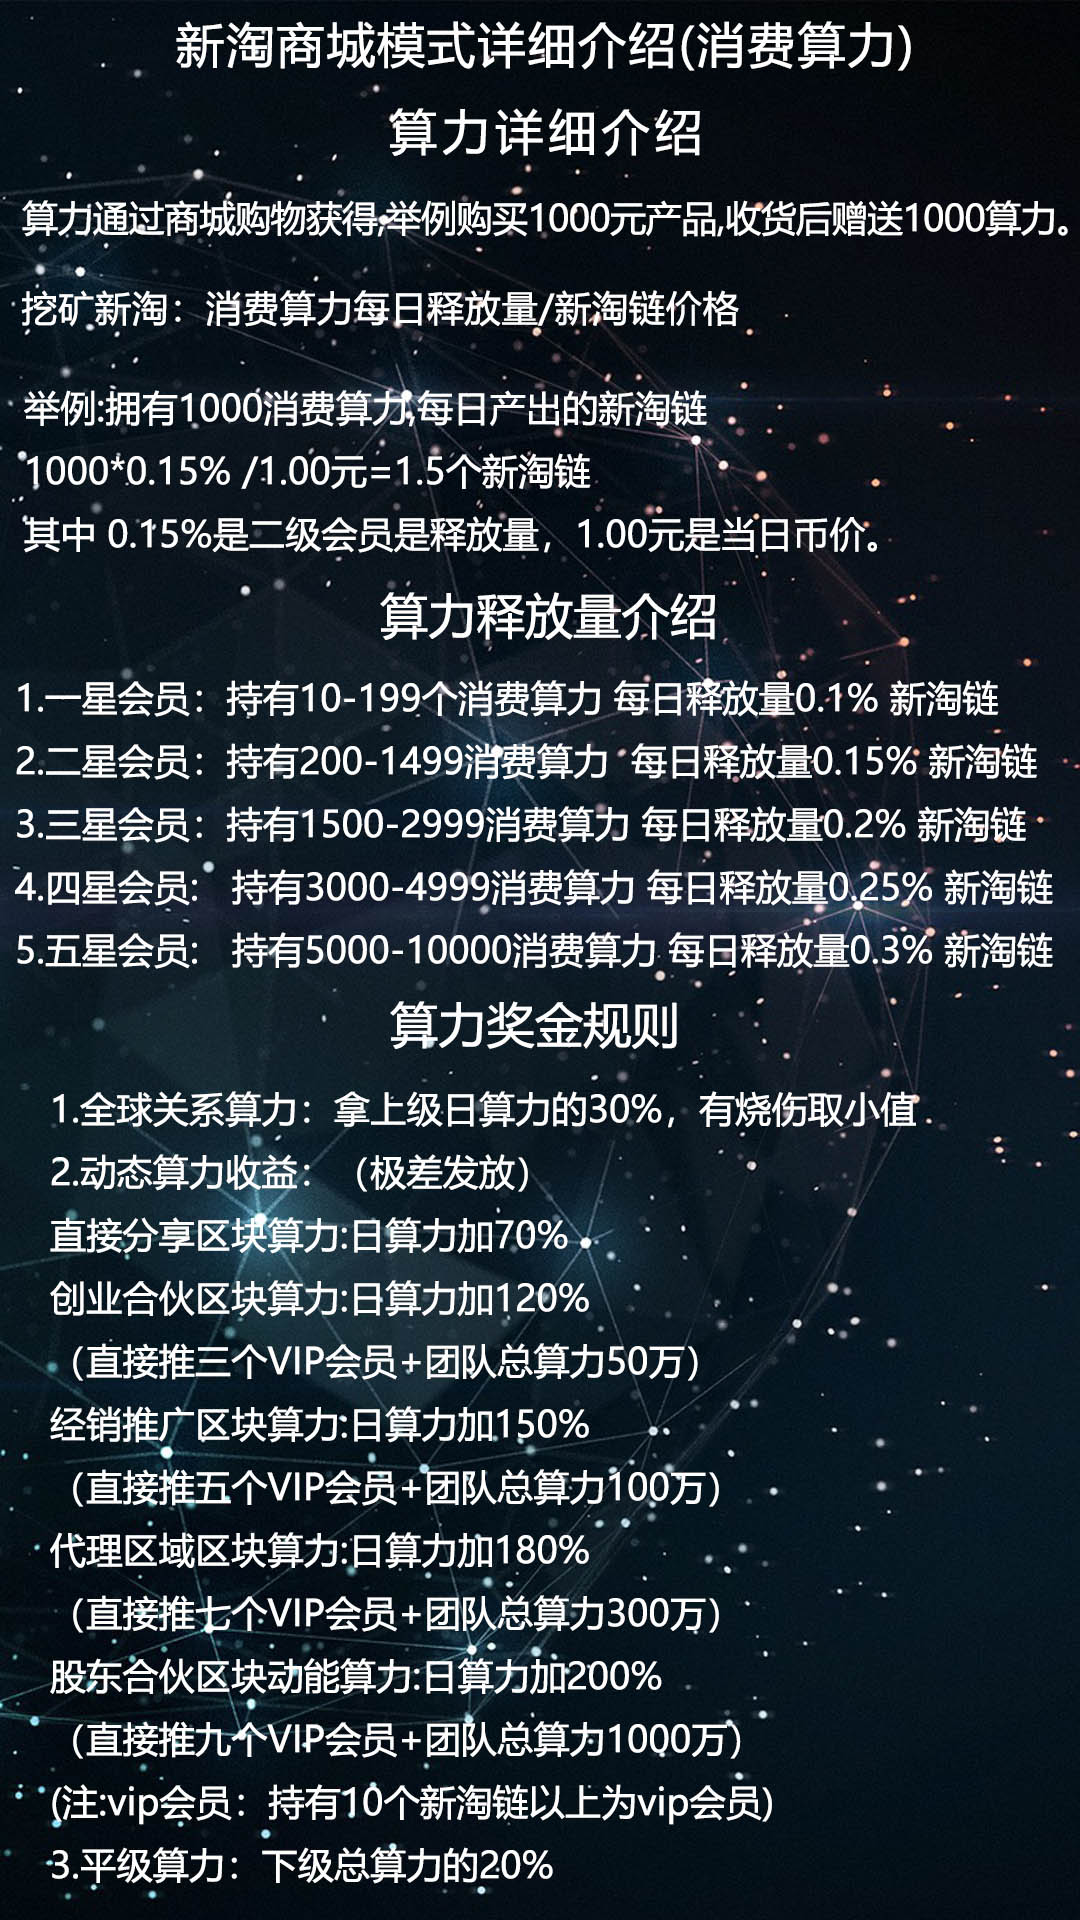 新淘商城模式详细介绍(消费算力)
算力详细介绍
算力通过商城购物获得,举例购买1000元产品,收货后赠送1000算力。
挖矿新淘：消费算力每日释放量/新淘链价格
举例:拥有1000消费算力,每日产出的新淘链
1000*0.15% /1.00元=1.5个新淘链
其中 0.15%是二级会员是释放量，1.00元是当日币价。
算力释放量介绍
1.一星会员：持有10-199个消费算力 每日释放量0.1% 新淘链
2.二星会员：持有200-1499消费算力 每日释放量0.15% 新淘链
3.三星会员：持有1500-2999消费算力 每日释放量0.2% 新淘链
4.四星会员: 持有3000-4999消费算力 每日释放量0.25% 新淘链
5.五星会员: 持有5000-10000消费算力 每日释放量0.3% 新淘链
算力奖金规则
1.全球关系算力：拿上级日算力的30%，有烧伤取小值
2.动态算力收益：（极差发放）
直接分享区块算力:日算力加70%
创业合伙区块算力:日算力加120%
（直接推三个VIP会员+团队总算力50万）
经销推广区块算力:日算力加150%
（直接推五个VIP会员+团队总算力100万）
代理区域区块算力:日算力加180%
（直接推七个VIP会员+团队总算力300万）
股东合伙区块动能算力:日算力加200%
（直接推九个VIP会员+团队总算力1000万）
(注:vip会员：持有10个新淘链以上为vip会员)
3.平级算力：下级总算力的20%